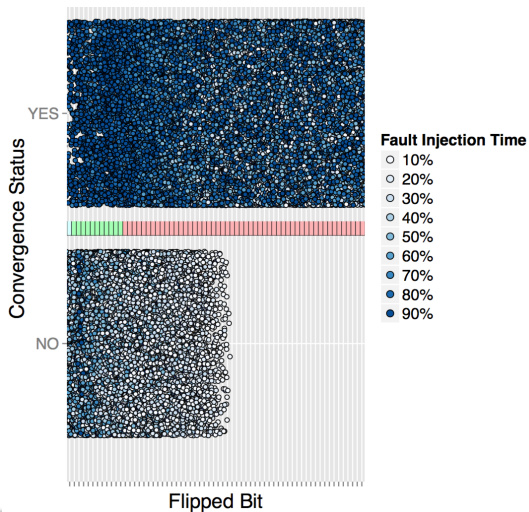 Convergence Status
YES
NO
Flipped Bit
Fault Injection Time
10%
20%
30%
40%
50%
60%
70%
80%
90%